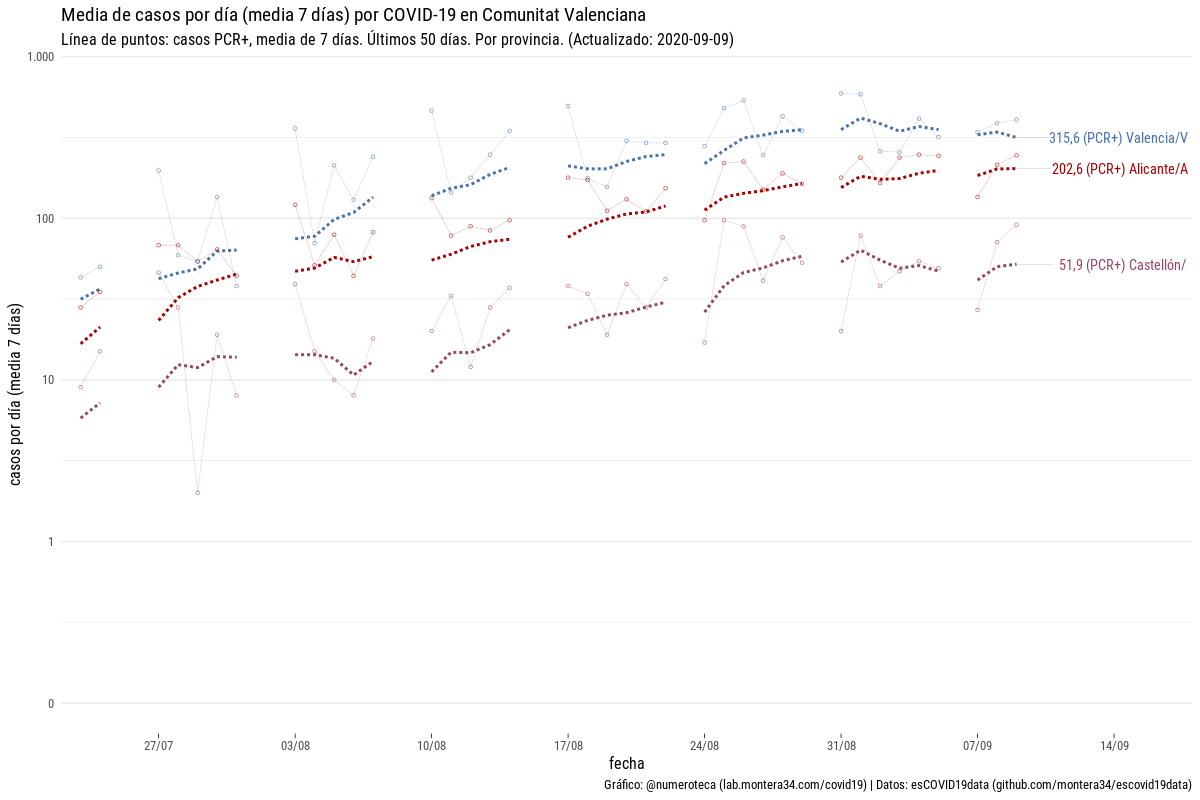 Media de casos por día (media 7 días) por COVID-19 en Comunitat Valenciana
Línea de puntos: casos PCR+, media de 7 días. Últimos 50 días. Por provincia. (Actualizado: 2020-09-09)
1.000
100
10
1
0
casos por día (media 7 días)
315,6 (PCR+) Valencia/V
202,6 (PCR+) Alicante/A
51,9 (PCR+) Castellón/
27/07
03/08
10/08
17/08
24/08
31/08
07/09
14/09
fecha
Gráfico: @numeroteca (lab.montera34.com/covid19) | Datos: esCOVID19data (github.com/montera34/escovid19data)